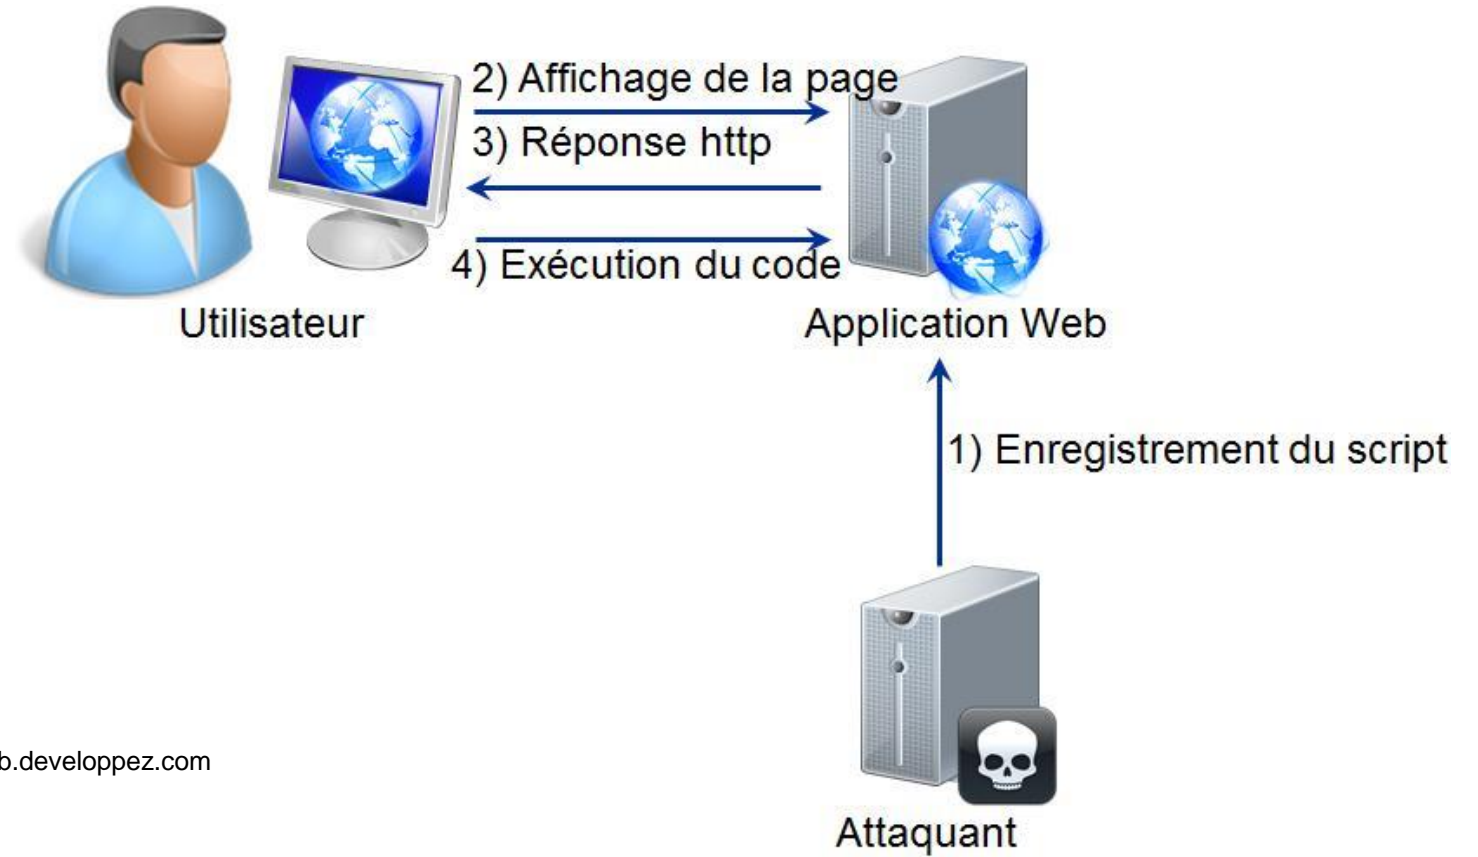 2) Affichage de la page
3) Réponse http
4) Exécution du code
Utilisateur
Application Web
1) Enregistrement du script
b.developpez.com
Attaquant